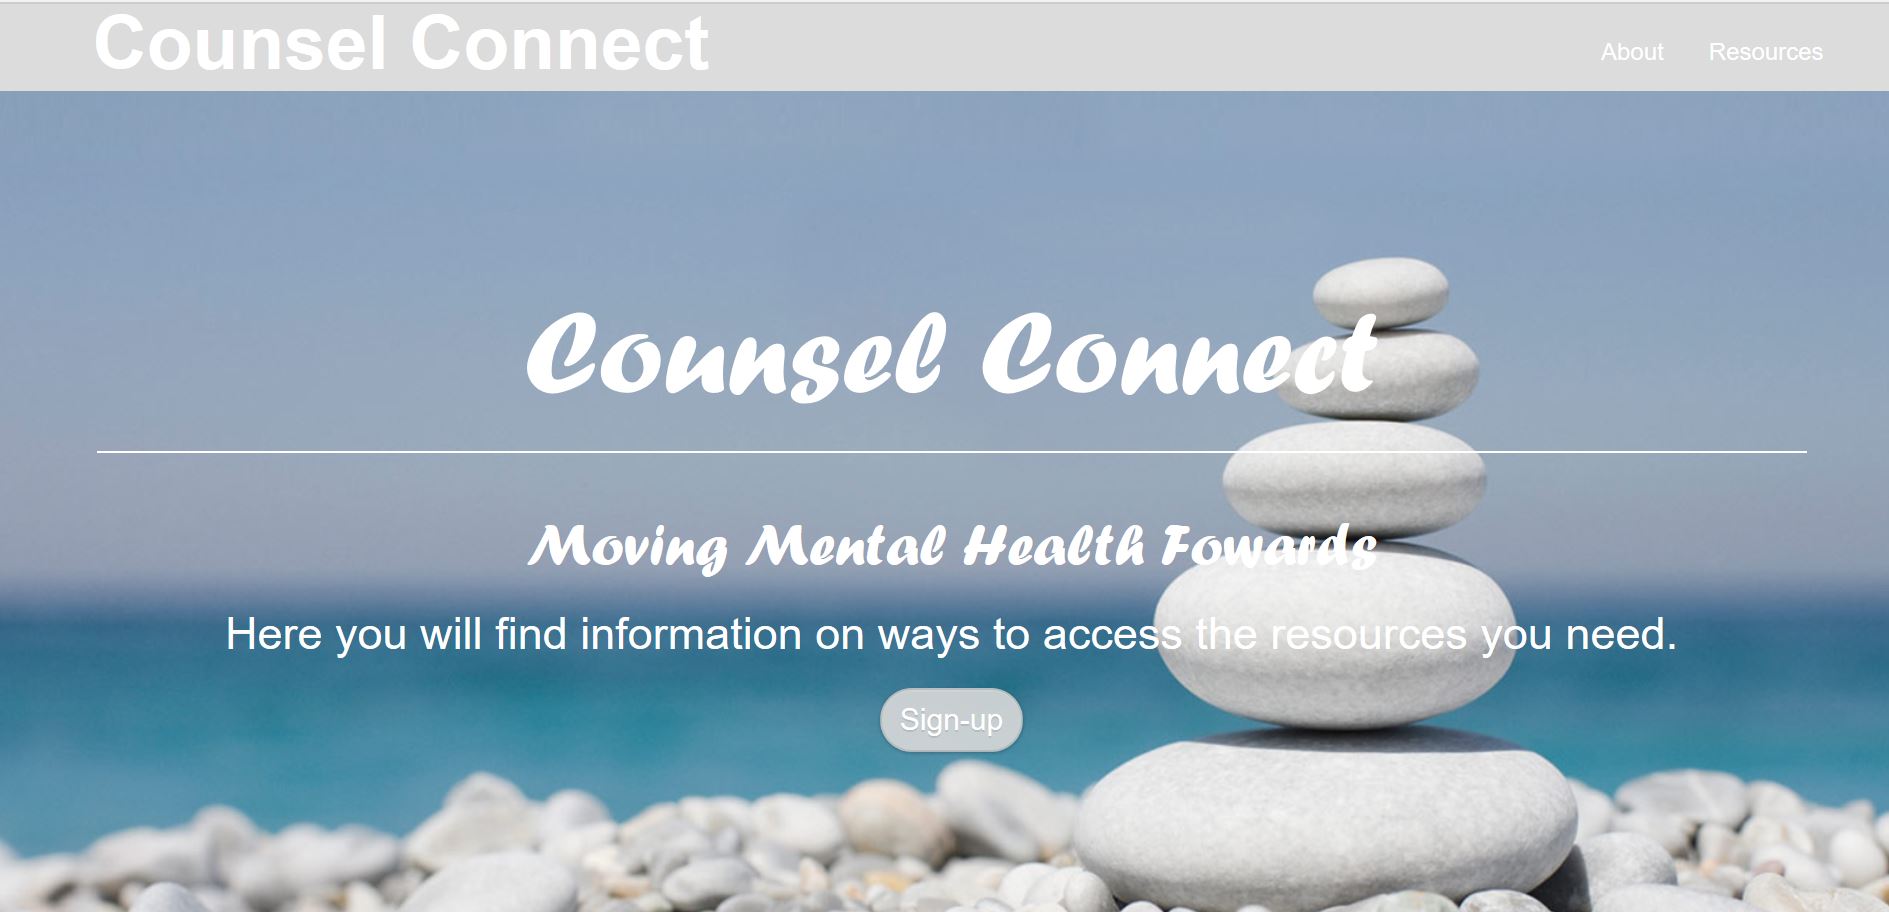 Counsel Connect
About Resources
Counsel Connect
Moving Mental Health Fowards
Here you will find information on ways to access the resources you need.
Sign-up